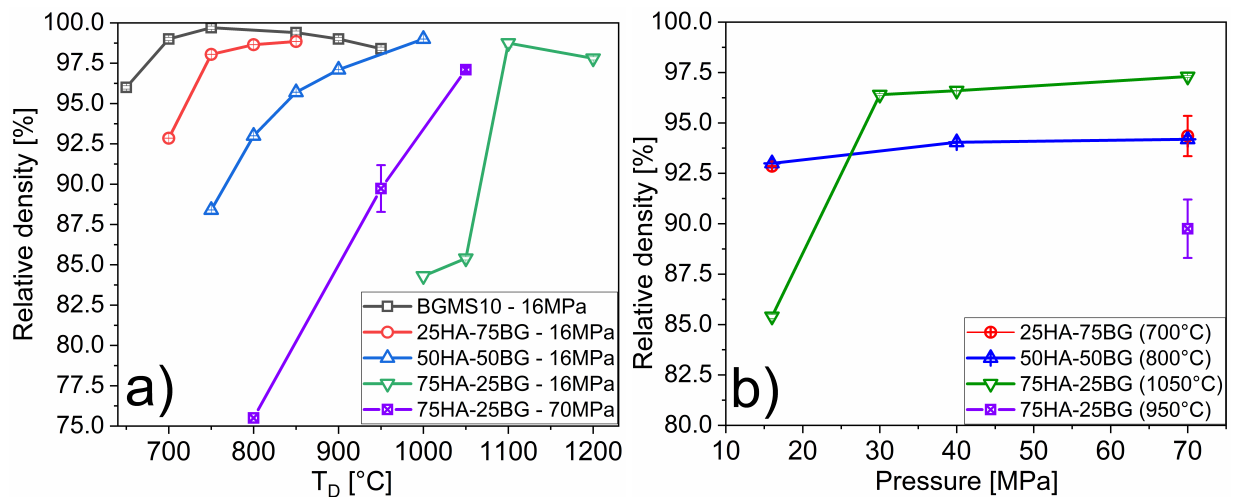 100.0
97.5
95.0
92.5
90.0
87.5
85.0
82.5
80.0
77.5
75.0
Relative density [%]
700 800 900 1000 1100 1200
T_D [°C]
a)
BGMS10 - 16MPa
25HA-75BG - 16MPa
50HA-50BG - 16MPa
75HA-25BG - 16MPa
75HA-25BG - 70MPa
100.0
97.5
95.0
92.5
90.0
87.5
85.0
82.5
80.0
Relative density [%]
10 20 30 40 50 60 70
Pressure [MPa]
b)
25HA-75BG (700°C)
50HA-50BG (800°C)
75HA-25BG (1050°C)
75HA-25BG (950°C)